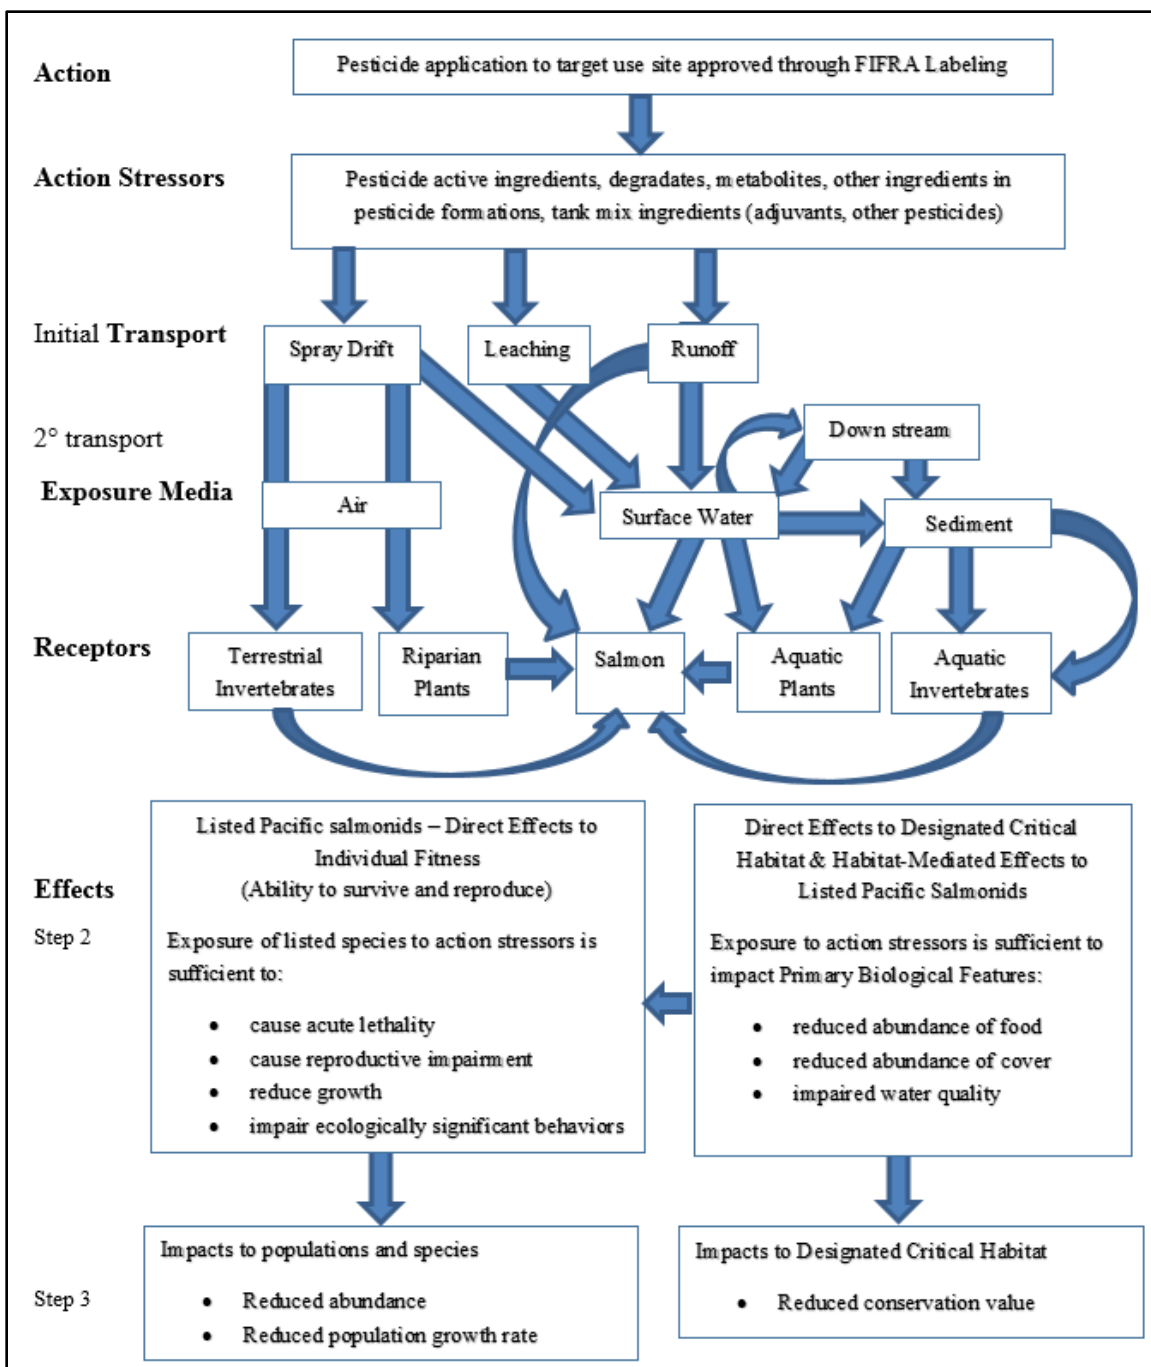 Action
Pesticide application to target use site approved through FIFRA Labeling
Action Stressors
Pesticide active ingredients, degradates, metabolites, other ingredients in
pesticide formations, tank mix ingredients (adjuvants, other pesticides)
Initial Transport
Spray Drift
Leaching
Runoff
2° transport
Down stream
Exposure Media
Air
Surface Water
Sediment
Receptors
Terrestrial
Invertebrates
Riparian
Plants
Salmon
Aquatic
Plants
Aquatic
Invertebrates
Effects
Step 2
Listed Pacific salmonids – Direct Effects to
Individual Fitness
(Ability to survive and reproduce)
Exposure of listed species to action stressors is
sufficient to:
• cause acute lethality
• cause reproductive impairment
• reduce growth
• impair ecologically significant behaviors
Direct Effects to Designated Critical
Habitat & Habitat-Mediated Effects to
Listed Pacific Salmonids
Exposure to action stressors is sufficient to
impact Primary Biological Features:
• reduced abundance of food
• reduced abundance of cover
• impaired water quality
Step 3
Impacts to populations and species
• Reduced abundance
• Reduced population growth rate
Impacts to Designated Critical Habitat
• Reduced conservation value